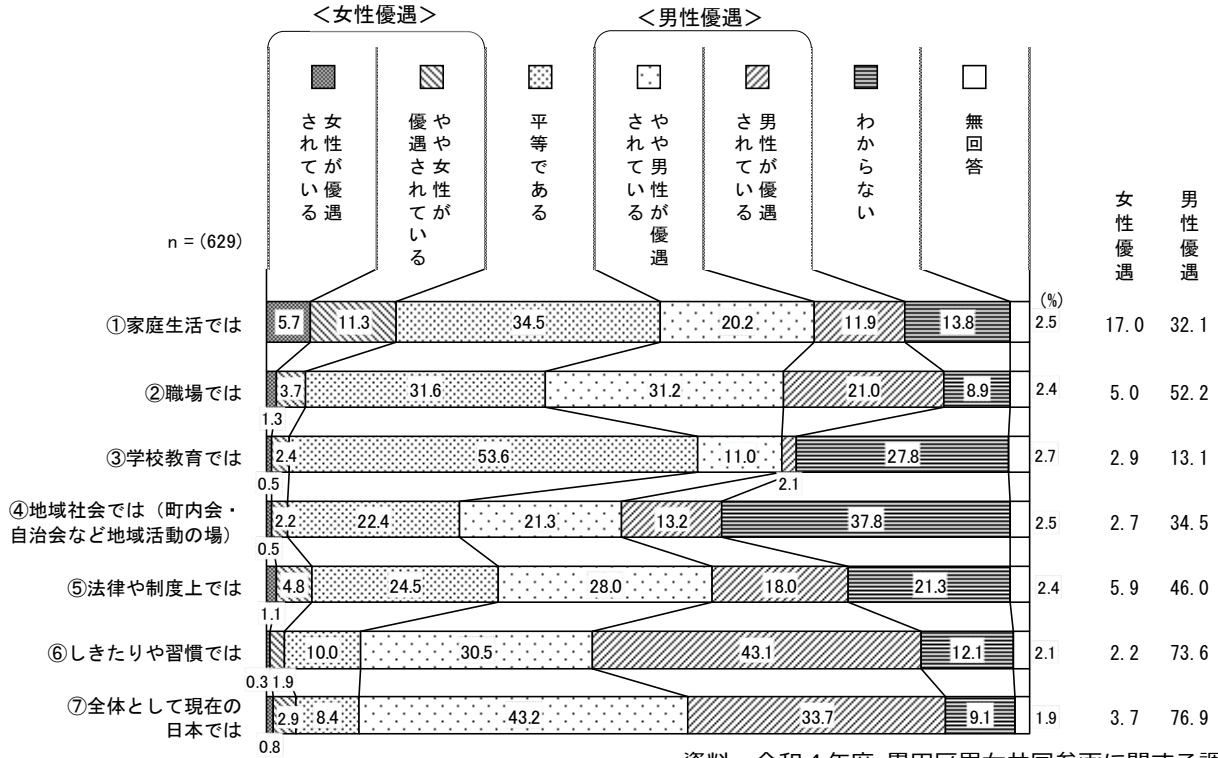 ＜女性優遇＞
＜男性優遇＞
女性が優遇
されている
やや女性が
優遇されている
平等である
やや男性が優遇
されている
男性が優遇
されている
わからない
無回答
女性優遇
男性優遇
n = (629)
(%)
①家庭生活では 5.7 11.3 34.5 20.2 11.9 13.8 2.5 17.0 32.1
②職場では 3.7 31.6 31.2 21.0 8.9 2.4 5.0 52.2
1.3
③学校教育では 2.4 53.6 11.0 27.8 2.7 2.9 13.1
0.5 2.1
④地域社会では（町内会・
自治会など地域活動の場） 2.2 22.4 21.3 13.2 37.8 2.5 2.7 34.5
0.5
⑤法律や制度上では 4.8 24.5 28.0 18.0 21.3 2.4 5.9 46.0
1.1
⑥しきたりや習慣では 10.0 30.5 43.1 12.1 2.1 2.2 73.6
0.3 1.9
⑦全体として現在の
日本では 2.9 8.4 43.2 33.7 9.1 1.9 3.7 76.9
0.8